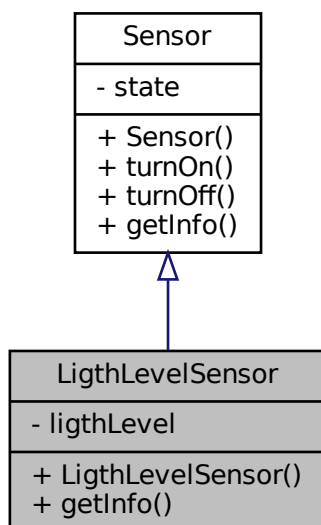 Sensor
- state
+ Sensor()
+ turnOn()
+ turnOff()
+ getInfo()
LigthLevelSensor
- ligthLevel
+ LigthLevelSensor()
+ getInfo()